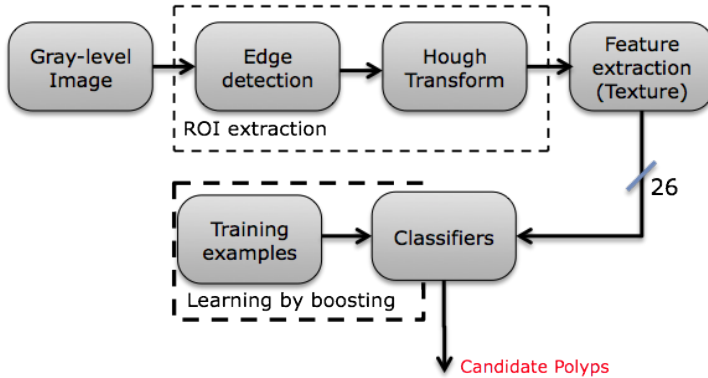 Gray-level
Image
Edge
detection
Hough
Transform
Feature
extraction
(Texture)
ROI extraction
26
Training
examples
Classifiers
Learning by boosting
Candidate Polyps